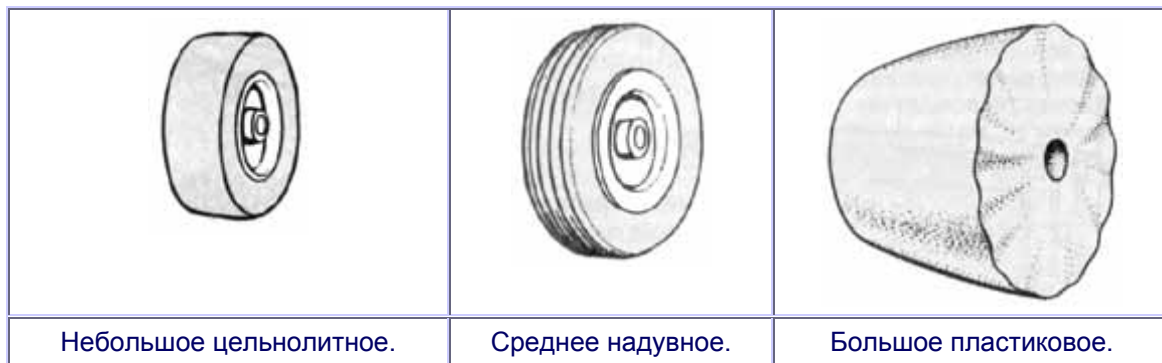 Небольшое цельнолитное.
Среднее надувное.
Большое пластиковое.